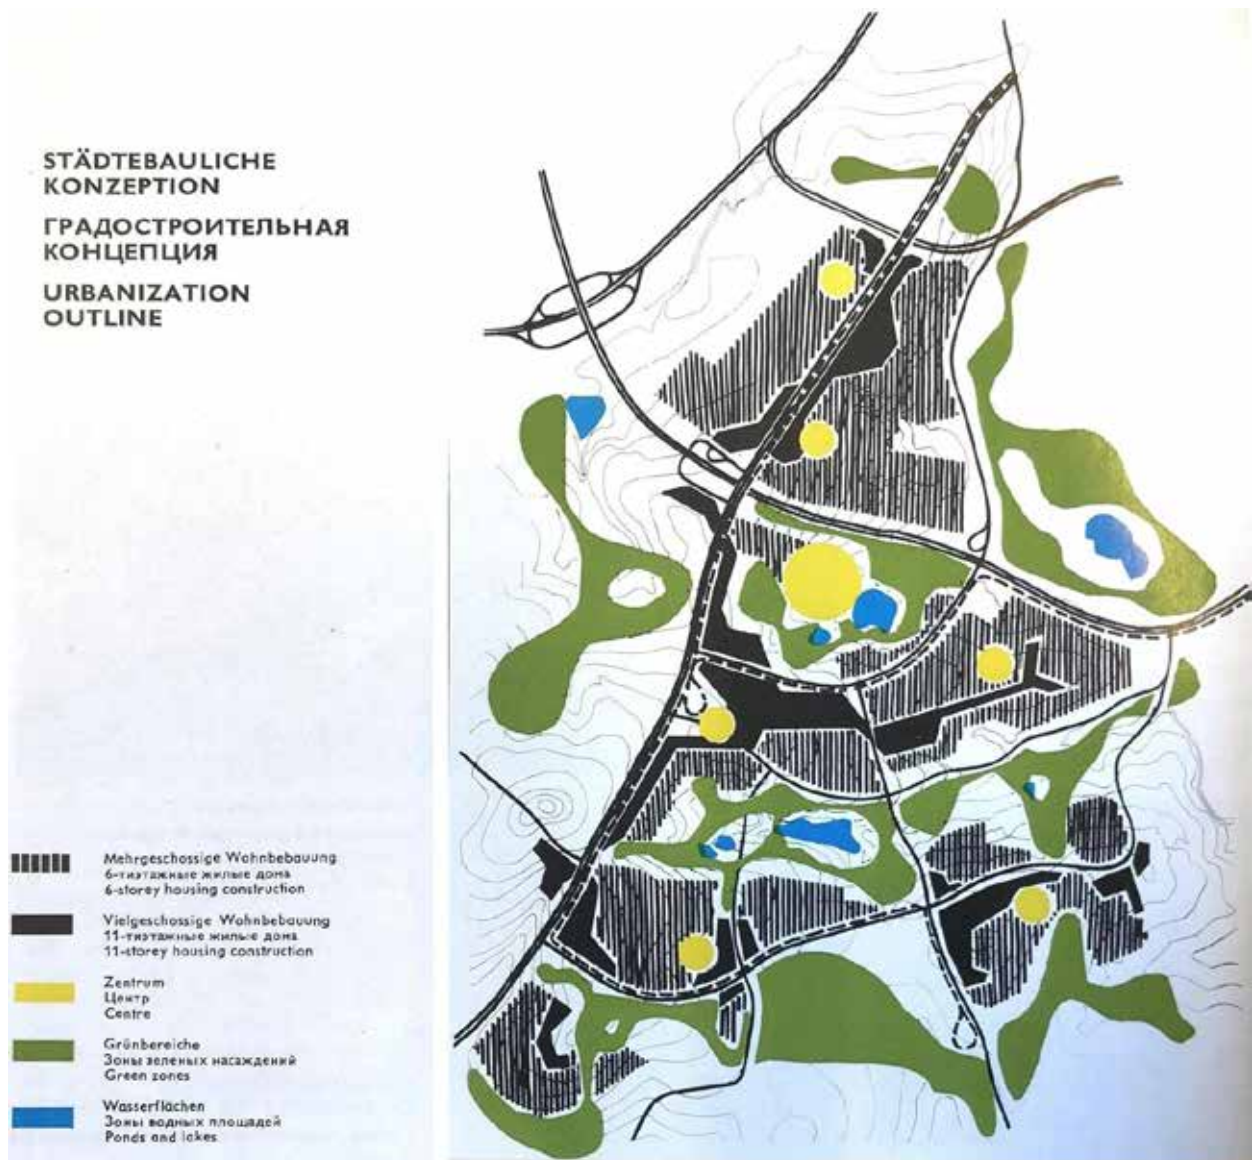 STÄDTEBAULICHE
KONZEPTION
ГРАДОСТРОИТЕЛЬНАЯ
КОНЦЕПЦИЯ
URBANIZATION
OUTLINE
Mehrgeschossige Wohnbebauung
6-тиэтажные жилые дома
6-storey housing construction
Vielgeschossige Wohnbebauung
11-тиэтажные жилые дома
11-storey housing construction
Zentrum
Центр
Centre
Grünbereiche
Зоны зеленых насаждений
Green zones
Wasserflächen
Зоны водных площадей
Ponds and lakes